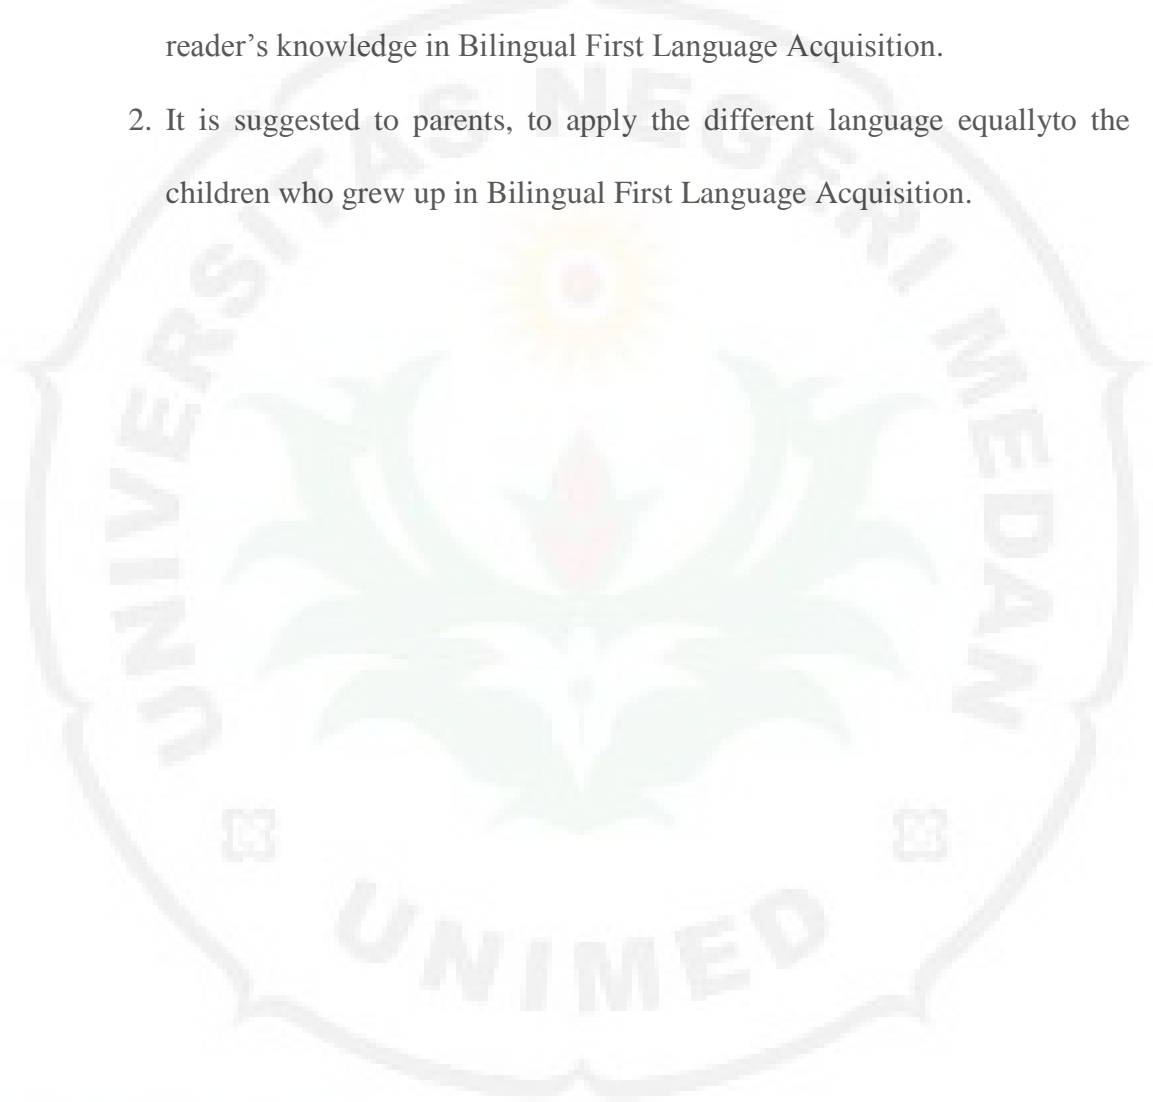 reader’s knowledge in Bilingual First Language Acquisition.
2. It is suggested to parents, to apply the different language equallyto the
children who grew up in Bilingual First Language Acquisition.
UNIVERSITAS NEGERI MEDAN
UNIMED